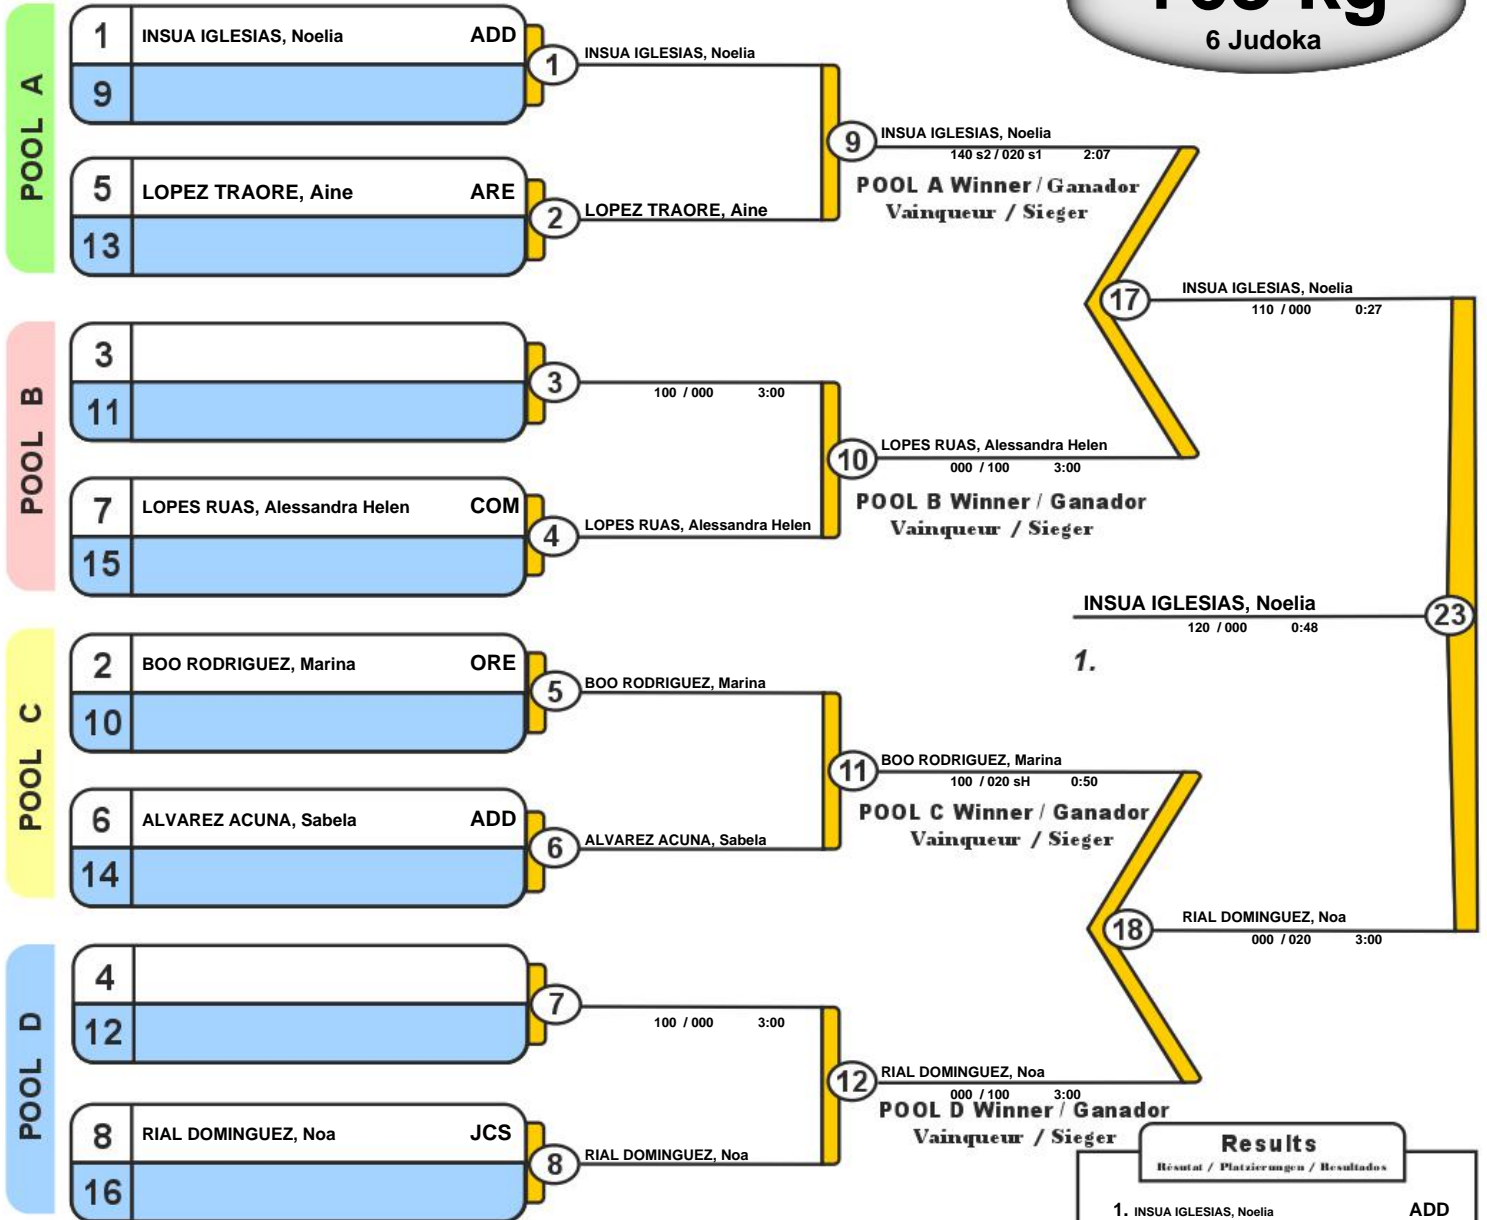 kg
6 Judoka
POOL A
1 INSUA IGLESIAS, Noelia ADD
9
5 LOPEZ TRAORE, Aine ARE
13
1 INSUA IGLESIAS, Noelia
2 LOPEZ TRAORE, Aine
9 INSUA IGLESIAS, Noelia
140 s2 / 020 s1 2:07
POOL A Winner / Ganador
Vainqueur / Sieger
POOL B
3
11
7 LOPES RUAS, Alessandra Helen COM
15
3
100 / 000 3:00
4 LOPES RUAS, Alessandra Helen
10 LOPES RUAS, Alessandra Helen
000 / 100 3:00
POOL B Winner / Ganador
Vainqueur / Sieger
17 INSUA IGLESIAS, Noelia
110 / 000 0:27
INSUA IGLESIAS, Noelia 23
120 / 000 0:48
1.
POOL C
2 BOO RODRIGUEZ, Marina ORE
10
6 ALVAREZ ACUNA, Sabela ADD
14
5 BOO RODRIGUEZ, Marina
6 ALVAREZ ACUNA, Sabela
11 BOO RODRIGUEZ, Marina
100 / 020 sH 0:50
POOL C Winner / Ganador
Vainqueur / Sieger
18 RIAL DOMINGUEZ, Noa
000 / 020 3:00
POOL D
4
12
8 RIAL DOMINGUEZ, Noa JCS
16
7
100 / 000 3:00
8 RIAL DOMINGUEZ, Noa
12 RIAL DOMINGUEZ, Noa
000 / 100 3:00
POOL D Winner / Ganador
Vainqueur / Sieger
Results
Résutat / Platzierungen / Resultados
1. INSUA IGLESIAS, Noelia ADD